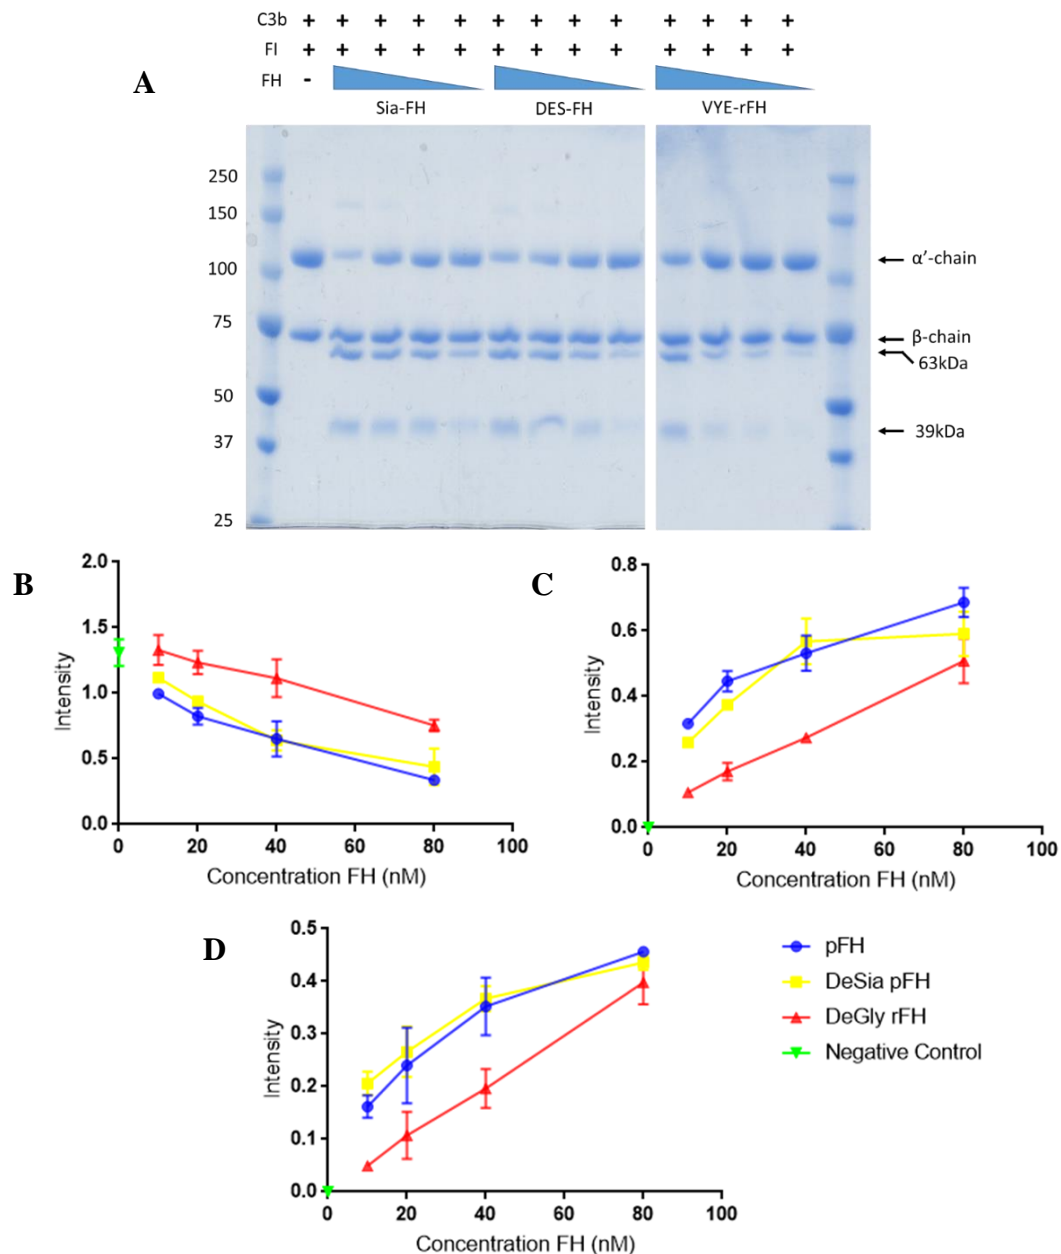 C3b + + + + + + + + + + + + +
FI + + + + + + + + + + + + +
A
FH -
Sia-FH DES-FH VYE-rFH
250
150
100
75
50
37
25
α’-chain
β-chain
63kDa
39kDa
B
2.0
1.5
1.0
0.5
0.0
Intensity
0 20 40 60 80 100
Concentration FH (nM)
C
0.8
0.6
0.4
0.2
0.0
Intensity
0 20 40 60 80 100
Concentration FH (nM)
D
0.5
0.4
0.3
0.2
0.1
0.0
Intensity
0 20 40 60 80 100
Concentration FH (nM)
pFH
DeSia pFH
DeGly rFH
Negative Control